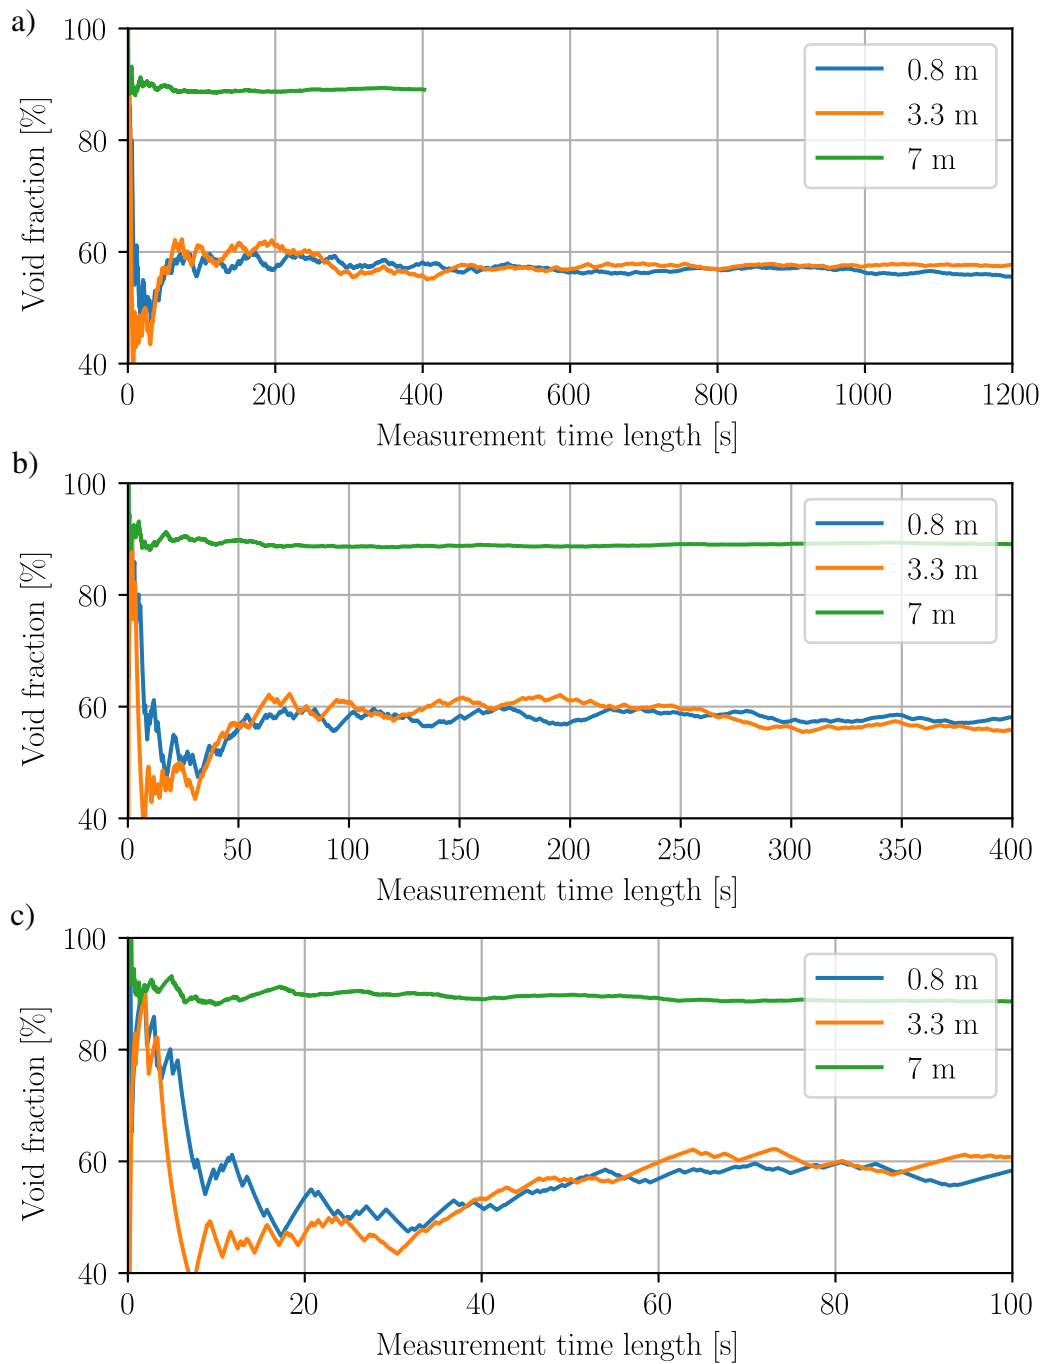 a)
100
80
60
40
Void fraction [%]
0.8 m
3.3 m
7 m
0 200 400 600 800 1000 1200
Measurement time length [s]
b)
100
80
60
40
Void fraction [%]
0.8 m
3.3 m
7 m
0 50 100 150 200 250 300 350 400
Measurement time length [s]
c)
100
80
60
40
Void fraction [%]
0.8 m
3.3 m
7 m
0 20 40 60 80 100
Measurement time length [s]